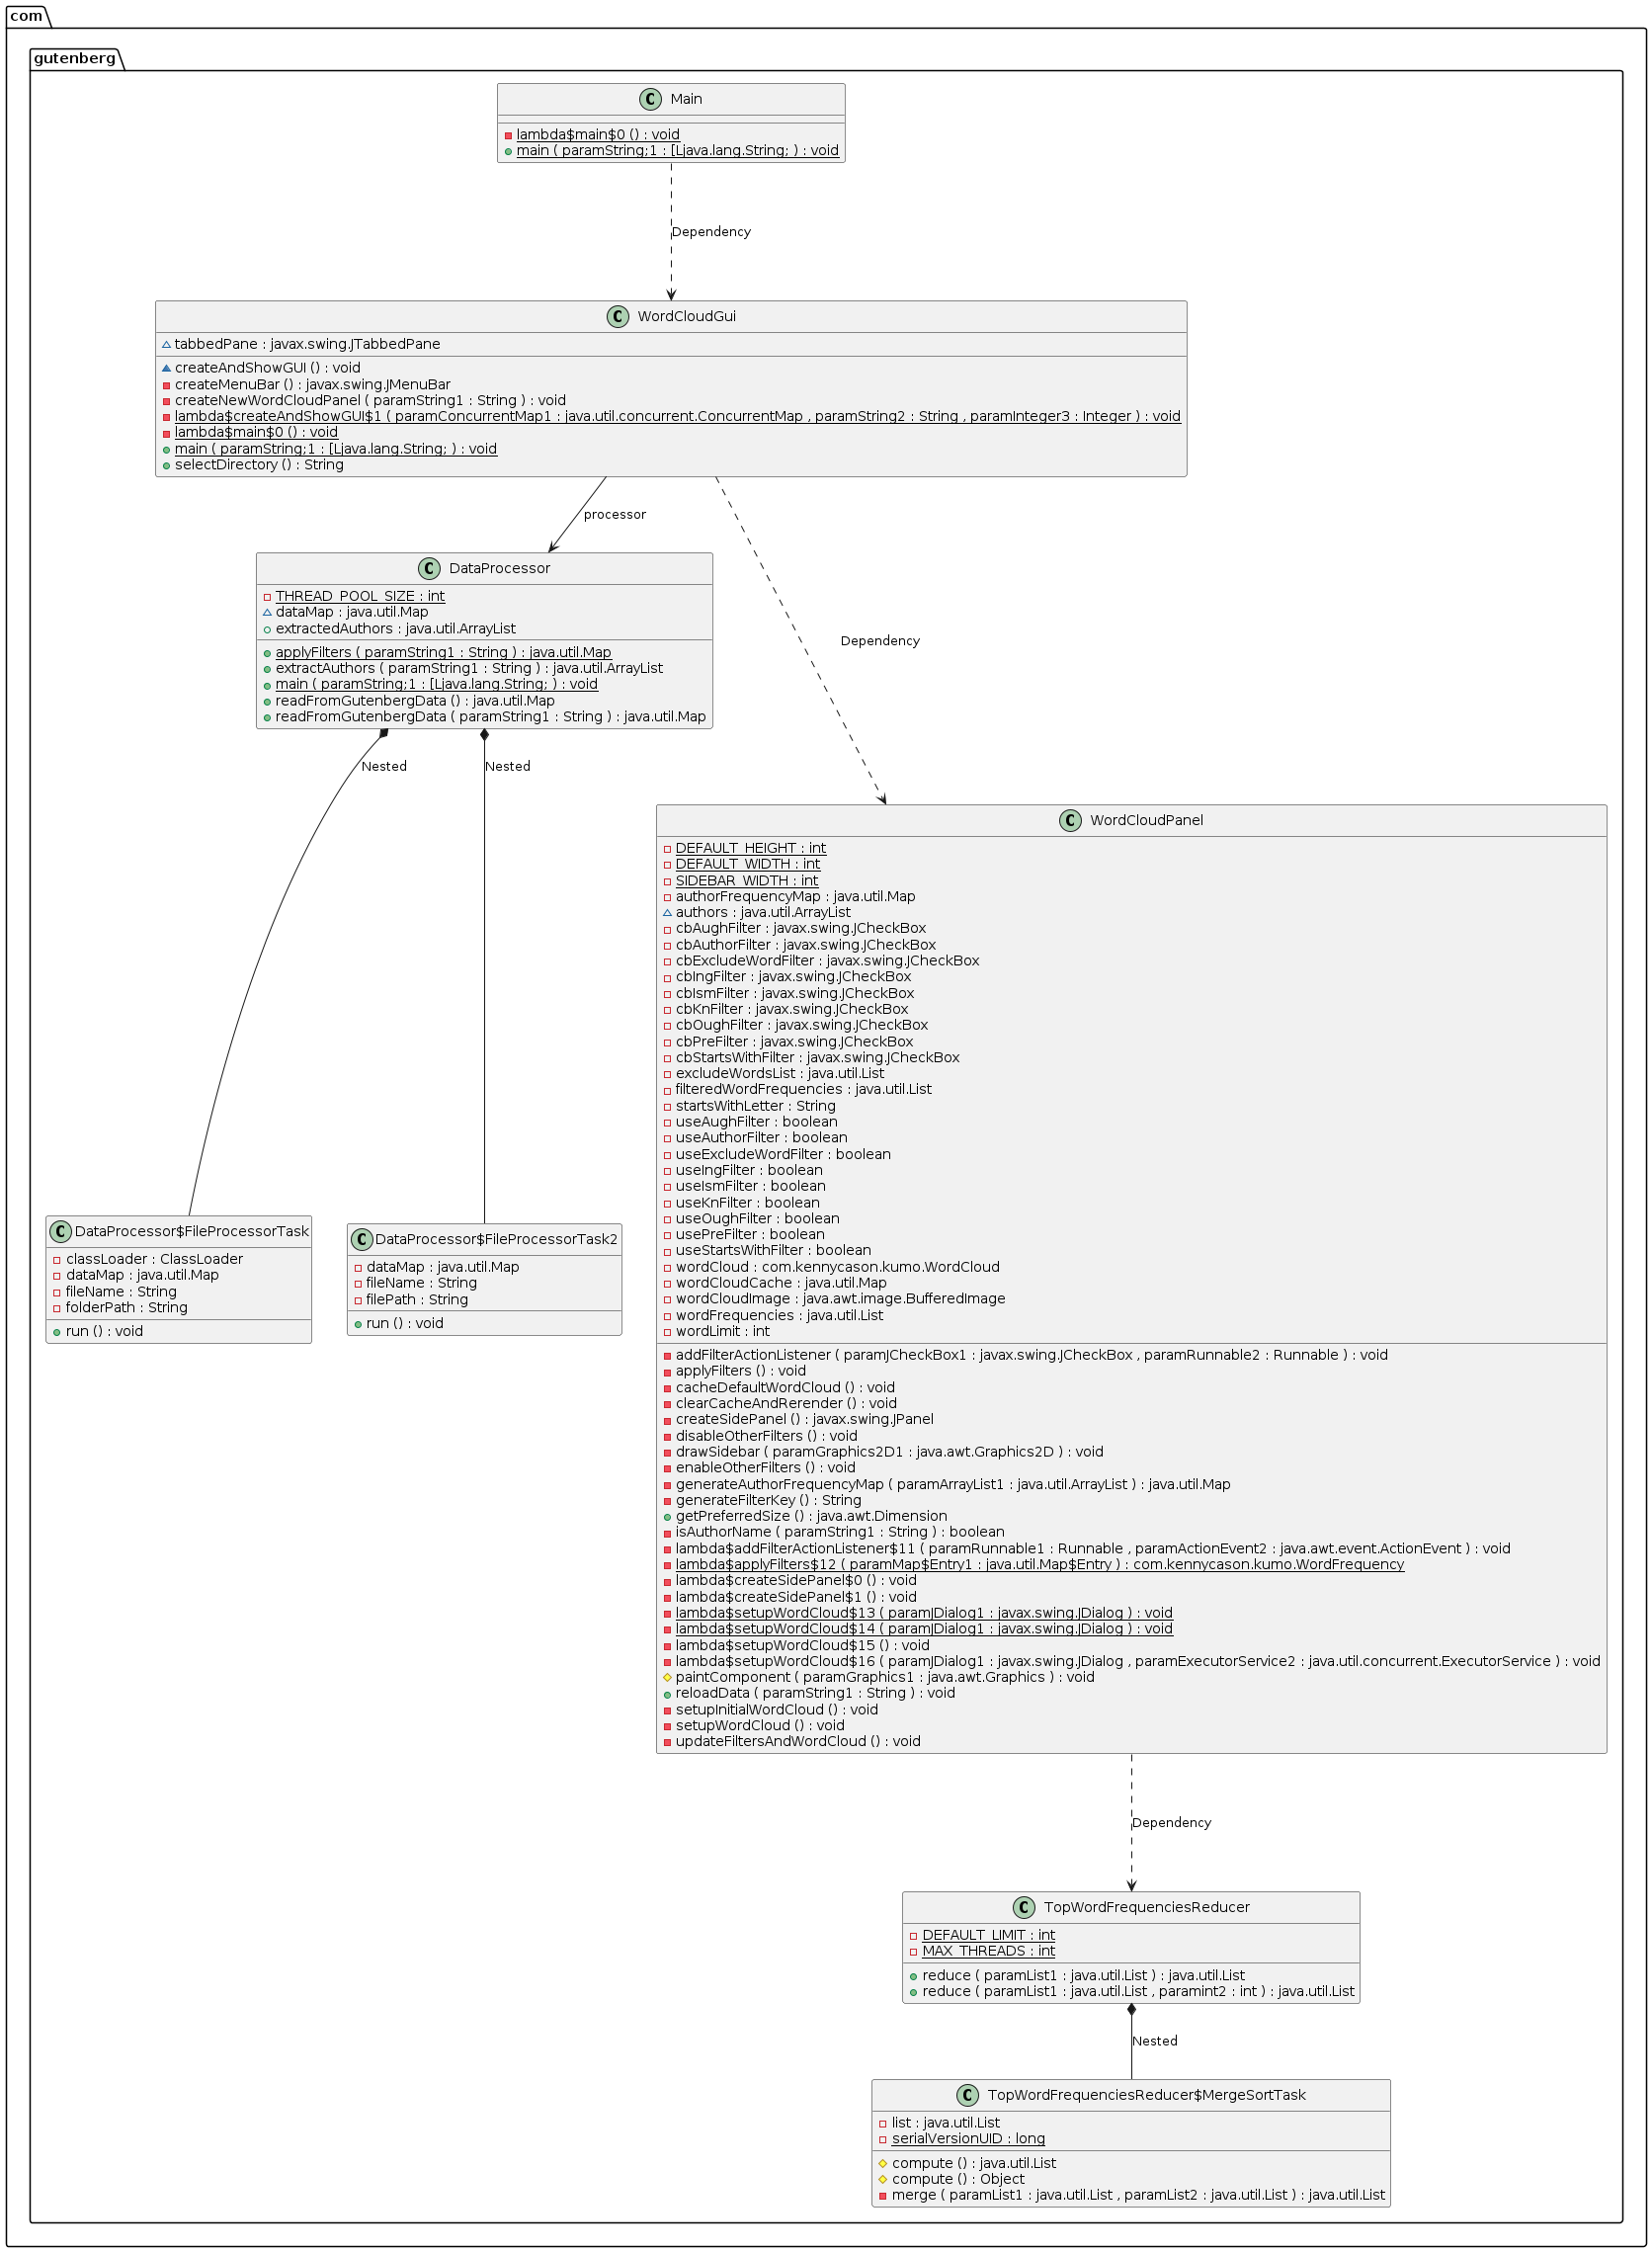 com
gutenberg
C Main
lambda$main$0 () : void
main ( paramString;1 : [Ljava.lang.String; ) : void
Dependency
C WordCloudGui
tabbedPane : javax.swing.JTabbedPane
createAndShowGUI () : void
createMenuBar () : javax.swing.JMenuBar
createNewWordCloudPanel ( paramString1 : String ) : void
lambda$createAndShowGUI$1 ( paramConcurrentMap1 : java.util.concurrent.ConcurrentMap , paramString2 : String , paramInteger3 : Integer ) : void
lambda$main$0 () : void
main ( paramString;1 : [Ljava.lang.String; ) : void
selectDirectory () : String
processor
C DataProcessor
THREAD_POOL_SIZE : int
dataMap : java.util.Map
extractedAuthors : java.util.ArrayList
applyFilters ( paramString1 : String ) : java.util.Map
extractAuthors ( paramString1 : String ) : java.util.ArrayList
main ( paramString;1 : [Ljava.lang.String; ) : void
readFromGutenbergData () : java.util.Map
readFromGutenbergData ( paramString1 : String ) : java.util.Map
Dependency
Nested
Nested
C WordCloudPanel
DEFAULT_HEIGHT : int
DEFAULT_WIDTH : int
SIDEBAR_WIDTH : int
authorFrequencyMap : java.util.Map
authors : java.util.ArrayList
cbAughFilter : javax.swing.JCheckBox
cbAuthorFilter : javax.swing.JCheckBox
cbExcludeWordFilter : javax.swing.JCheckBox
cbIngFilter : javax.swing.JCheckBox
cbIsmFilter : javax.swing.JCheckBox
cbKnFilter : javax.swing.JCheckBox
cbOughFilter : javax.swing.JCheckBox
cbPreFilter : javax.swing.JCheckBox
cbStartsWithFilter : javax.swing.JCheckBox
excludeWordsList : java.util.List
filteredWordFrequencies : java.util.List
startsWithLetter : String
useAughFilter : boolean
useAuthorFilter : boolean
useExcludeWordFilter : boolean
useIngFilter : boolean
useIsmFilter : boolean
useKnFilter : boolean
useOughFilter : boolean
usePreFilter : boolean
useStartsWithFilter : boolean
wordCloud : com.kennycason.kumo.WordCloud
wordCloudCache : java.util.Map
wordCloudImage : java.awt.image.BufferedImage
wordFrequencies : java.util.List
wordLimit : int
addFilterActionListener ( paramJCheckBox1 : javax.swing.JCheckBox , paramRunnable2 : Runnable ) : void
applyFilters () : void
cacheDefaultWordCloud () : void
clearCacheAndRerender () : void
createSidePanel () : javax.swing.JPanel
disableOtherFilters () : void
drawSidebar ( paramGraphics2D1 : java.awt.Graphics2D ) : void
enableOtherFilters () : void
generateAuthorFrequencyMap ( paramArrayList1 : java.util.ArrayList ) : java.util.Map
generateFilterKey () : String
getPreferredSize () : java.awt.Dimension
isAuthorName ( paramString1 : String ) : boolean
lambda$addFilterActionListener$11 ( paramRunnable1 : Runnable , paramActionEvent2 : java.awt.event.ActionEvent ) : void
lambda$applyFilters$12 ( paramMap$Entry1 : java.util.Map$Entry ) : com.kennycason.kumo.WordFrequency
lambda$createSidePanel$0 () : void
lambda$createSidePanel$1 () : void
lambda$setupWordCloud$13 ( paramJDialog1 : javax.swing.JDialog ) : void
lambda$setupWordCloud$14 ( paramJDialog1 : javax.swing.JDialog ) : void
lambda$setupWordCloud$15 () : void
lambda$setupWordCloud$16 ( paramJDialog1 : javax.swing.JDialog , paramExecutorService2 : java.util.concurrent.ExecutorService ) : void
paintComponent ( paramGraphics1 : java.awt.Graphics ) : void
reloadData ( paramString1 : String ) : void
setupInitialWordCloud () : void
setupWordCloud () : void
updateFiltersAndWordCloud () : void
C DataProcessor$FileProcessorTask
classLoader : ClassLoader
dataMap : java.util.Map
fileName : String
folderPath : String
run () : void
C DataProcessor$FileProcessorTask2
dataMap : java.util.Map
fileName : String
filePath : String
run () : void
Dependency
C TopWordFrequenciesReducer
DEFAULT_LIMIT : int
MAX_THREADS : int
reduce ( paramList1 : java.util.List ) : java.util.List
reduce ( paramList1 : java.util.List , paramint2 : int ) : java.util.List
Nested
C TopWordFrequenciesReducer$MergeSortTask
list : java.util.List
serialVersionUID : long
compute () : java.util.List
compute () : Object
merge ( paramList1 : java.util.List , paramList2 : java.util.List ) : java.util.List